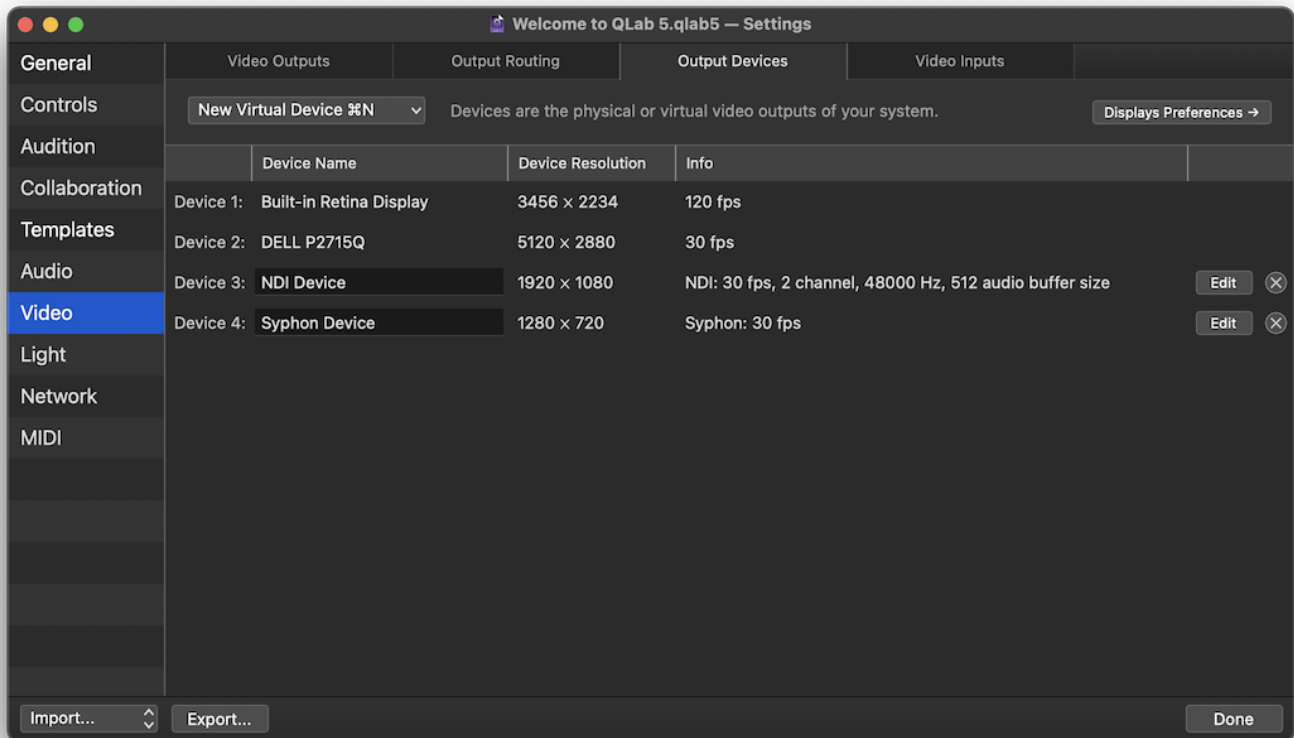 Welcome to QLab 5.qlab5 — Settings
General
Controls
Audition
Collaboration
Templates
Audio
Video
Light
Network
MIDI
Video Outputs Output Routing Output Devices Video Inputs
New Virtual Device ⌘N Devices are the physical or virtual video outputs of your system. Displays Preferences →
Device Name Device Resolution Info
Device 1: Built-in Retina Display 3456 × 2234 120 fps
Device 2: DELL P2715Q 5120 × 2880 30 fps
Device 3: NDI Device 1920 × 1080 NDI: 30 fps, 2 channel, 48000 Hz, 512 audio buffer size Edit
Device 4: Syphon Device 1280 × 720 Syphon: 30 fps Edit
Import... Export... Done